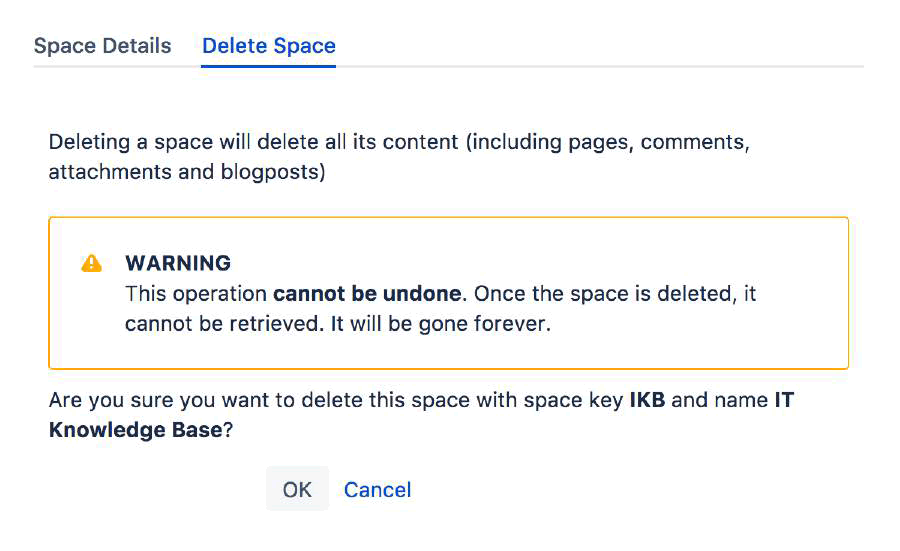 Space Details Delete Space
Deleting a space will delete all its content (including pages, comments,
attachments and blogposts)
WARNING
This operation cannot be undone. Once the space is deleted, it
cannot be retrieved. It will be gone forever.
Are you sure you want to delete this space with space key IKB and name IT
Knowledge Base?
OK Cancel